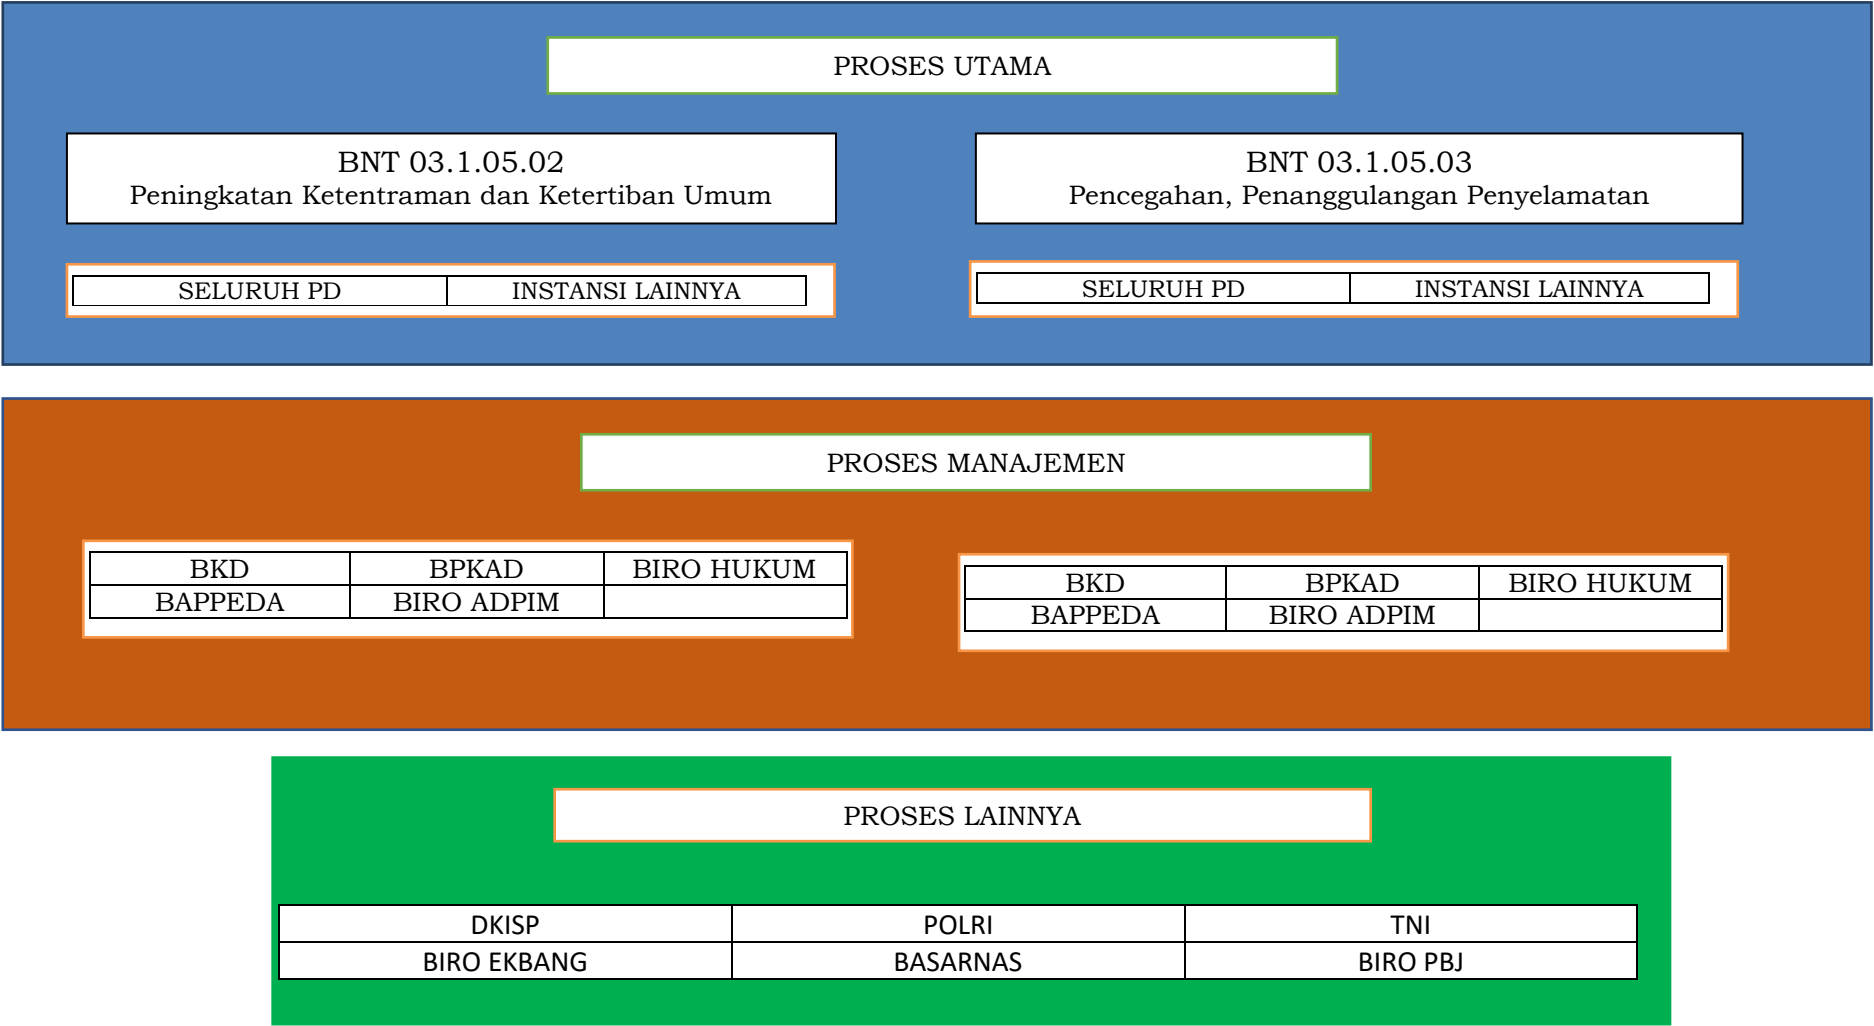 PROSES UTAMA
BNT 03.1.05.02
Peningkatan Ketentraman dan Ketertiban Umum
BNT 03.1.05.03
Pencegahan, Penanggulangan Penyelamatan
SELURUH PD INSTANSI LAINNYA
SELURUH PD INSTANSI LAINNYA
PROSES MANAJEMEN
BKD BPKAD BIRO HUKUM
BAPPEDA BIRO ADPIM
BKD BPKAD BIRO HUKUM
BAPPEDA BIRO ADPIM
PROSES LAINNYA
DKISP POLRI TNI
BIRO EKBANG BASARNAS BIRO PBJ